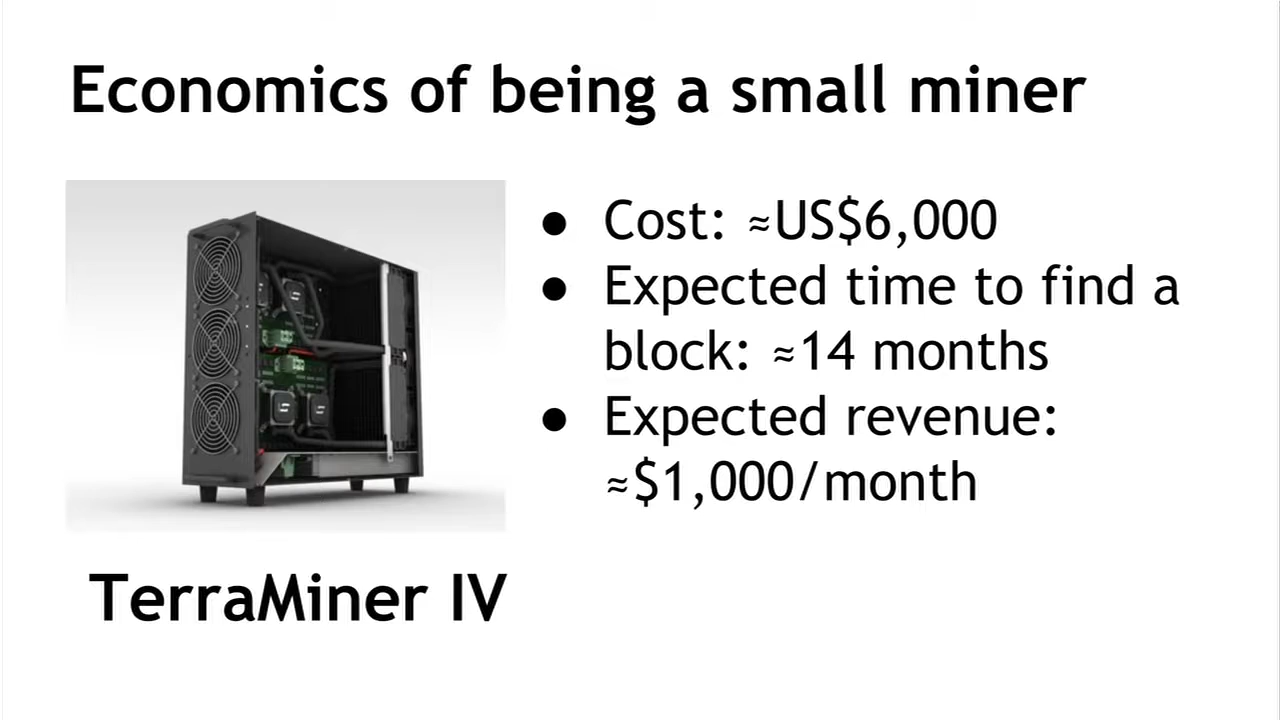 Economics of being a small miner
● Cost: ≈US$6,000
● Expected time to find a
block: ≈14 months
● Expected revenue:
≈$1,000/month
TerraMiner IV